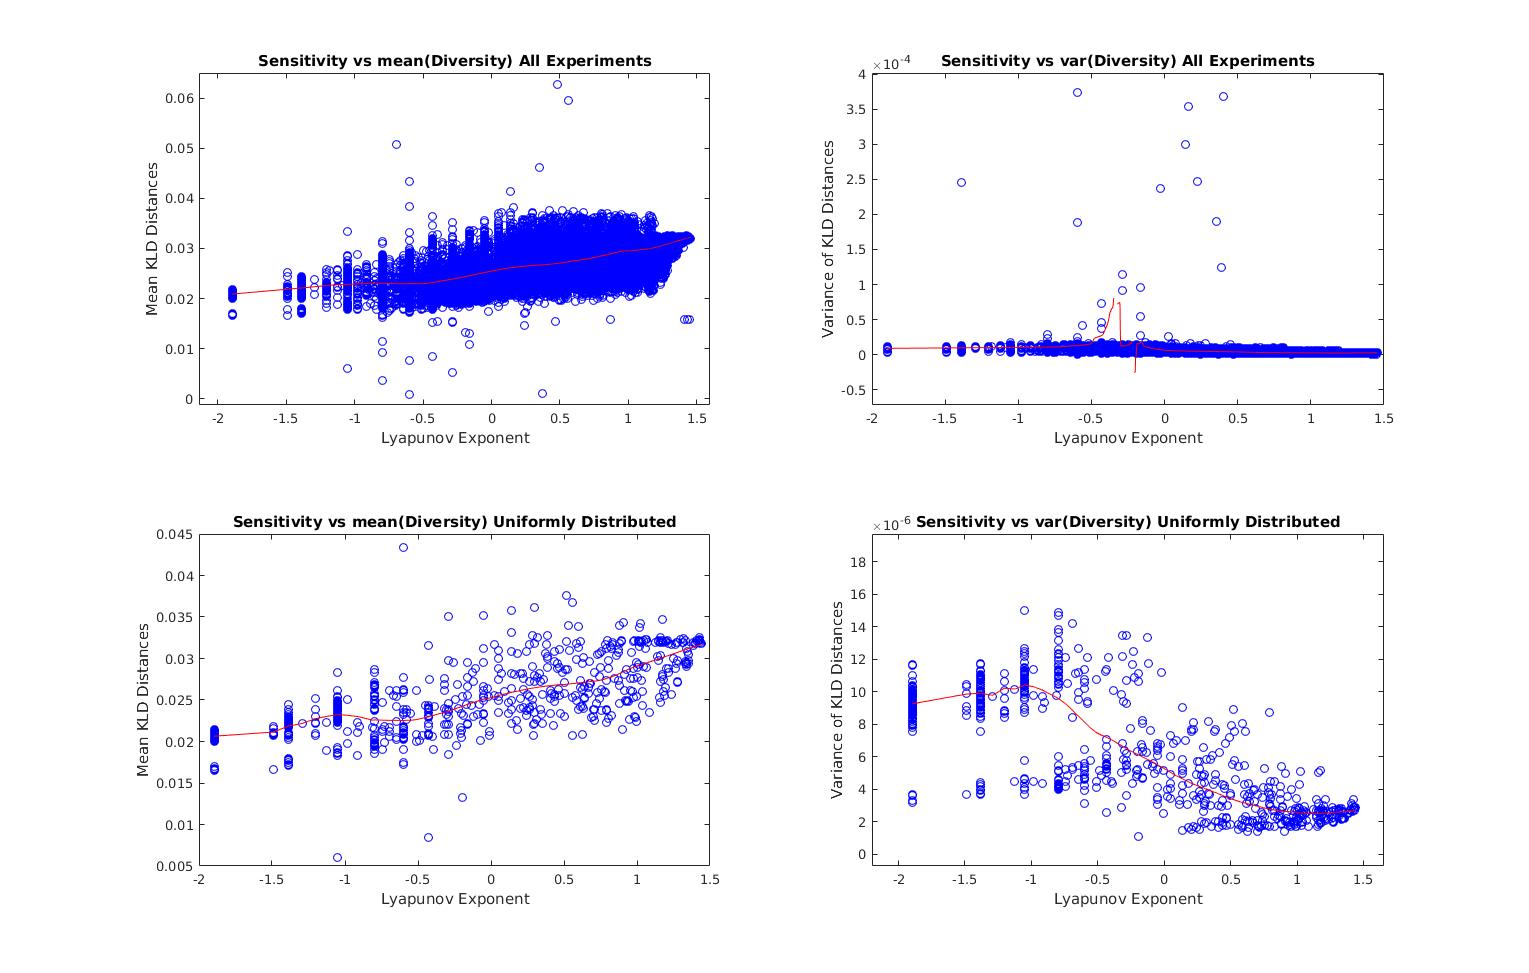 Sensitivity vs mean(Diversity) All Experiments
0.06
0.05
0.04
0.03
0.02
0.01
0
Mean KLD Distances
-2 -1.5 -1 -0.5 0 0.5 1 1.5
Lyapunov Exponent
×10-4 Sensitivity vs var(Diversity) All Experiments
4
3.5
3
2.5
2
1.5
1
0.5
0
-0.5
Variance of KLD Distances
-2 -1.5 -1 -0.5 0 0.5 1 1.5
Lyapunov Exponent
Sensitivity vs mean(Diversity) Uniformly Distributed
0.045
0.04
0.035
0.03
0.025
0.02
0.015
0.01
0.005
Mean KLD Distances
-2 -1.5 -1 -0.5 0 0.5 1 1.5
Lyapunov Exponent
×10-6 Sensitivity vs var(Diversity) Uniformly Distributed
18
16
14
12
10
8
6
4
2
0
Variance of KLD Distances
-2 -1.5 -1 -0.5 0 0.5 1 1.5
Lyapunov Exponent